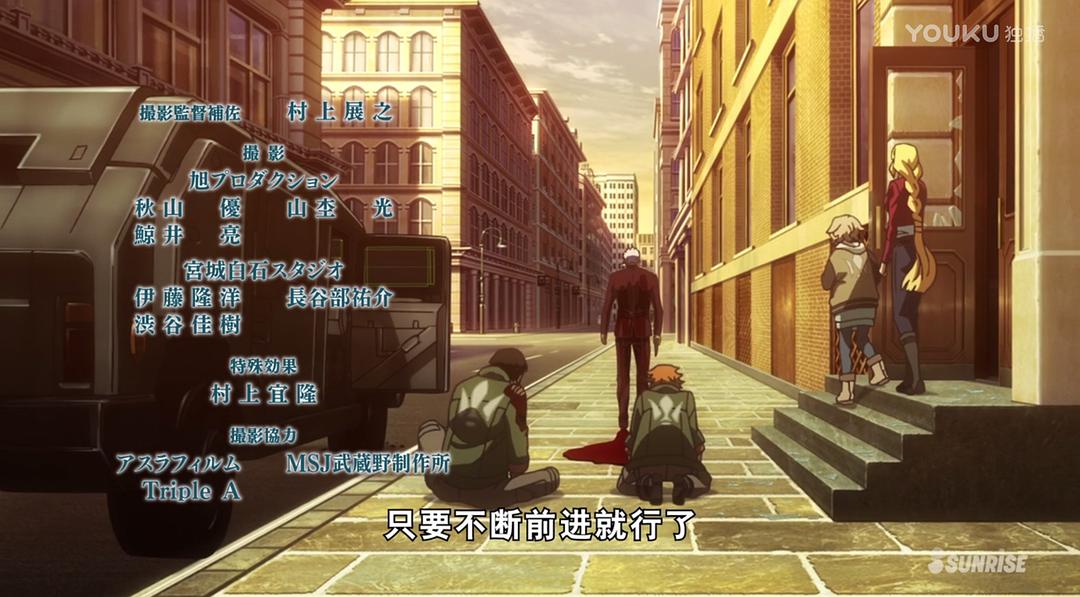 YOUKU 独播
撮影監督補佐 村上展之
撮影
旭プロダクション
秋山 優 山杢 光
鯨井 亮
宮城白石スタジオ
伊藤隆洋 長谷部祐介
渋谷佳樹
特殊効果
村上宜隆
撮影協力
アスラフィルム MSJ武蔵野制作所
Triple A
只要不断前进就行了
SUNRISE